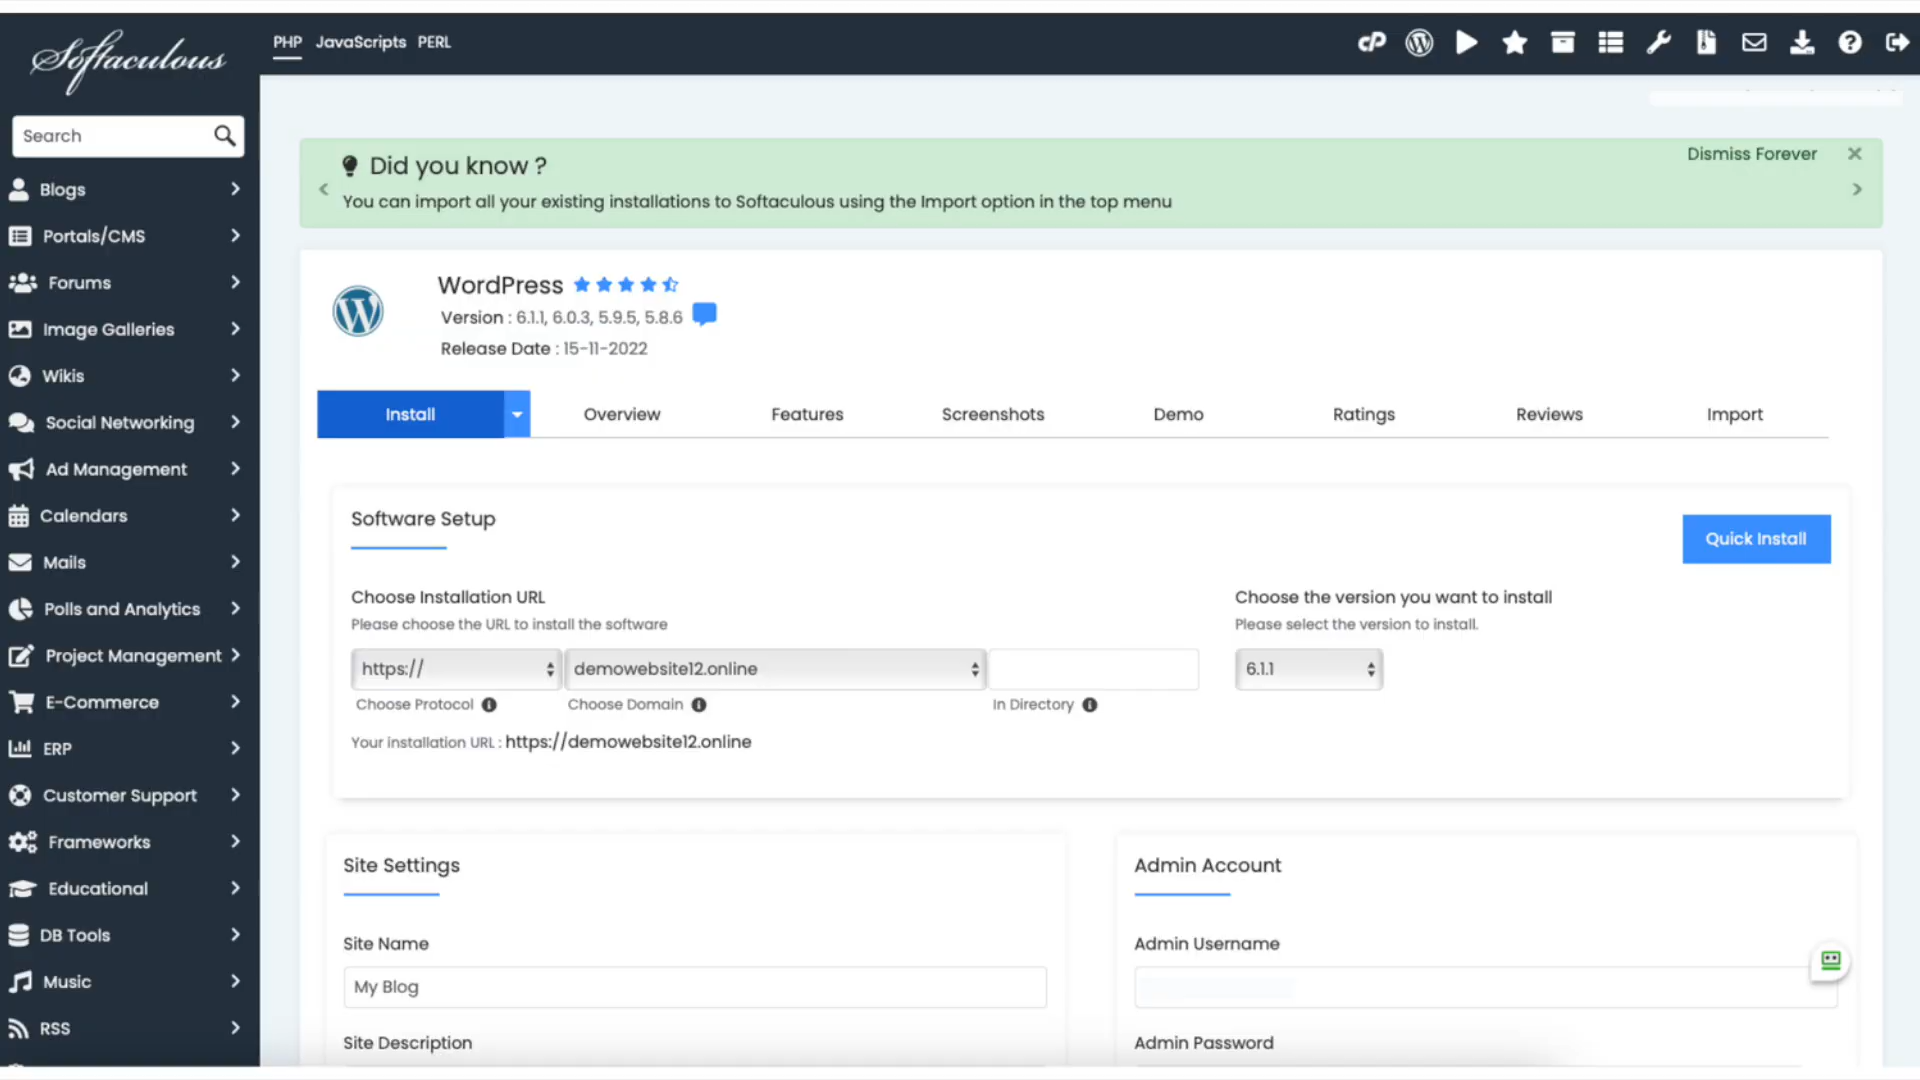 Softaculous
PHP JavaScripts PERL
Search
Blogs
Portals/CMS
Forums
Image Galleries
Wikis
Social Networking
Ad Management
Calendars
Mails
Polls and Analytics
Project Management
E-Commerce
ERP
Customer Support
Frameworks
Educational
DB Tools
Music
RSS
Did you know ?
Dismiss Forever
You can import all your existing installations to Softaculous using the Import option in the top menu
WordPress
Version : 6.1.1, 6.0.3, 5.9.5, 5.8.6
Release Date : 15-11-2022
Install Overview Features Screenshots Demo Ratings Reviews Import
Software Setup
Quick Install
Choose Installation URL
Please choose the URL to install the software
https:// demowebsite12.online
Choose Protocol Choose Domain In Directory
Your installation URL : https://demowebsite12.online
Choose the version you want to install
Please select the version to install.
6.1.1
Site Settings
Site Name
My Blog
Site Description
Admin Account
Admin Username
Admin Password